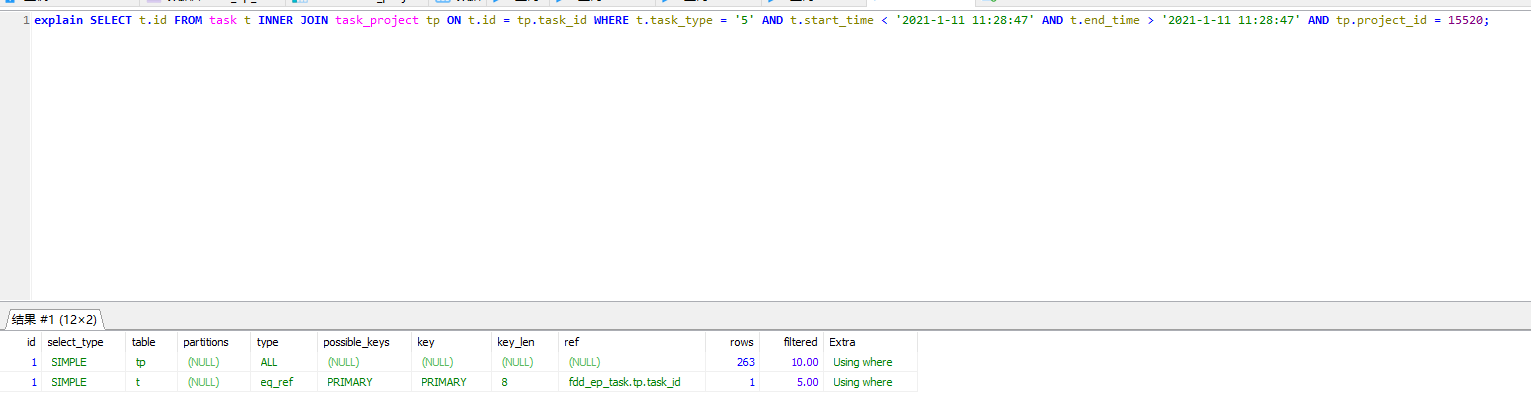 1 explain SELECT t.id FROM task t INNER JOIN task_project tp ON t.id = tp.task_id WHERE t.task_type = '5' AND t.start_time < '2021-1-11 11:28:47' AND t.end_time > '2021-1-11 11:28:47' AND tp.project_id = 15520;
结果 #1 (12×2)
id select_type table partitions type possible_keys key key_len ref rows filtered Extra
1 SIMPLE tp (NULL) ALL (NULL) (NULL) (NULL) (NULL) 263 10.00 Using where
1 SIMPLE t (NULL) eq_ref PRIMARY PRIMARY 8 fdd_ep_task.tp.task_id 1 5.00 Using where